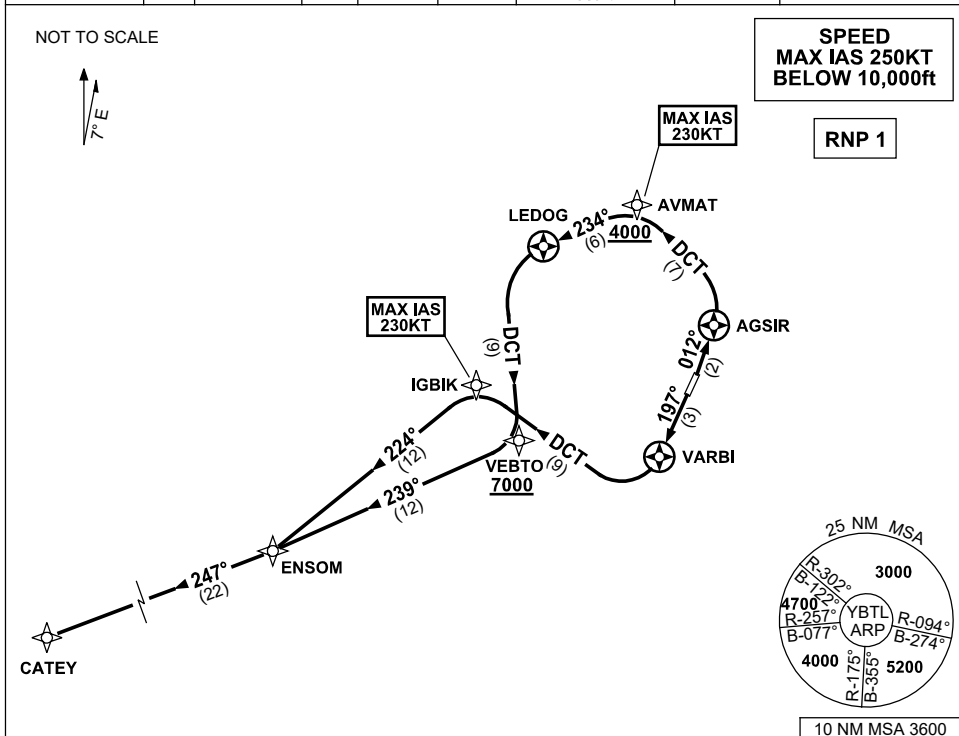 NOT TO SCALE
7° E
SPEED
MAX IAS 250KT
BELOW 10,000ft
RNP 1
MAX IAS
230KT
AVMAT
LEDOG
234°
(6)
4000
DCT
(7)
AGSIR
012°
(2)
197°
(3)
VARBI
MAX IAS
230KT
DCT
(9)
IGBIK
VEBTO
7000
DCT
(9)
224°
(12)
239°
(12)
ENSOM
247°
(22)
CATEY
25 NM MSA
3000
R-302°
B-122°
4700
R-257°
B-077°
YBTL
ARP
R-094°
B-274°
4000
R-175°
B-355°
5200
10 NM MSA 3600